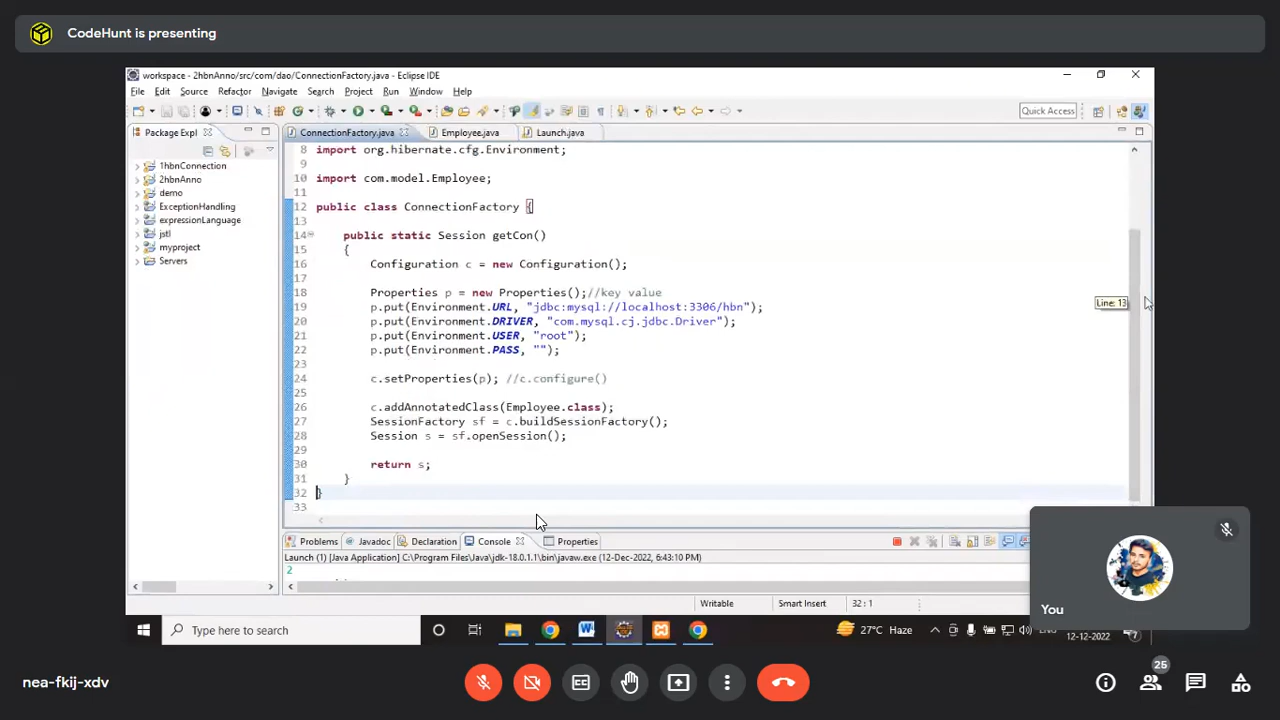 CodeHunt is presenting
workspace - 2hbnAnno/src/com/dao/ConnectionFactory.java - Eclipse IDE
File Edit Source Refactor Navigate Search Project Run Window Help
Quick Access
Package Expl
ConnectionFactory.java Employee.java Launch.java
1hbnConnection
2hbnAnno
demo
ExceptionHandling
expressionLanguage
jstl
myproject
Servers
8 import org.hibernate.cfg.Environment;
9
10 import com.model.Employee;
11
12 public class ConnectionFactory {
13
14 public static Session getCon()
15 {
16 Configuration c = new Configuration();
17
18 Properties p = new Properties();//key value
19 p.put(Environment.URL, "jdbc:mysql://localhost:3306/hbn");
20 p.put(Environment.DRIVER, "com.mysql.cj.jdbc.Driver");
21 p.put(Environment.USER, "root");
22 p.put(Environment.PASS, "");
23
24 c.setProperties(p); //c.configure()
25
26 c.addAnnotatedClass(Employee.class);
27 SessionFactory sf = c.buildSessionFactory();
28 Session s = sf.openSession();
29
30 return s;
31 }
32 }
33
Line: 13
Problems Javadoc Declaration Console Properties
Launch (1) [Java Application] C:\Program Files\Java\jdk-18.0.1.1\bin\javaw.exe (12-Dec-2022, 6:43:10 PM)
2
Writable Smart Insert 32 : 1
Type here to search
27°C Haze
12-12-2022
7
You
nea-fkij-xdv
25